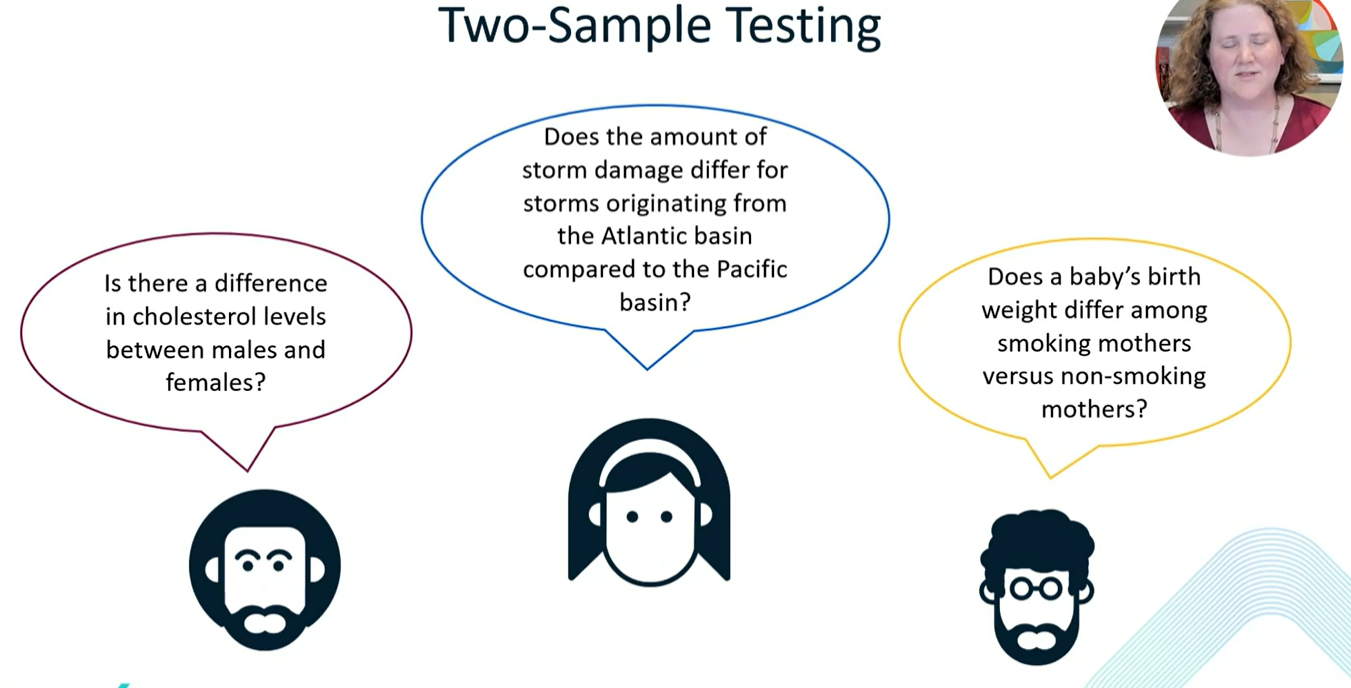 Two-Sample Testing
Does the amount of
storm damage differ for
storms originating from
the Atlantic basin
compared to the Pacific
basin?
Is there a difference
in cholesterol levels
between males and
females?
Does a baby’s birth
weight differ among
smoking mothers
versus non-smoking
mothers?